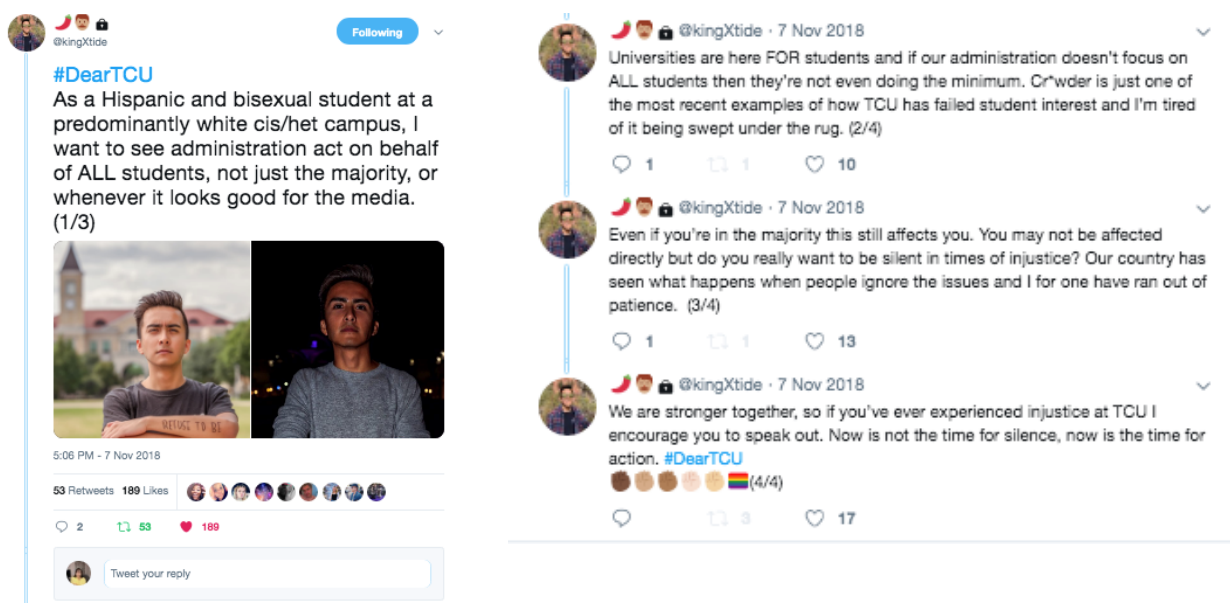 @kingXtide
Following
#DearTCU
As a Hispanic and bisexual student at a
predominantly white cis/het campus, I
want to see administration act on behalf
of ALL students, not just the majority, or
whenever it looks good for the media.
(1/3)
REFUSE TO BE
5:06 PM - 7 Nov 2018
53 Retweets 189 Likes
2 53 189
Tweet your reply
@kingXtide · 7 Nov 2018
Universities are here FOR students and if our administration doesn't focus on
ALL students then they're not even doing the minimum. Cr*wder is just one of
the most recent examples of how TCU has failed student interest and I'm tired
of it being swept under the rug. (2/4)
1 1 10
@kingXtide · 7 Nov 2018
Even if you're in the majority this still affects you. You may not be affected
directly but do you really want to be silent in times of injustice? Our country has
seen what happens when people ignore the issues and I for one have ran out of
patience. (3/4)
1 1 13
@kingXtide · 7 Nov 2018
We are stronger together, so if you've ever experienced injustice at TCU I
encourage you to speak out. Now is not the time for silence, now is the time for
action. #DearTCU
(4/4)
3 17